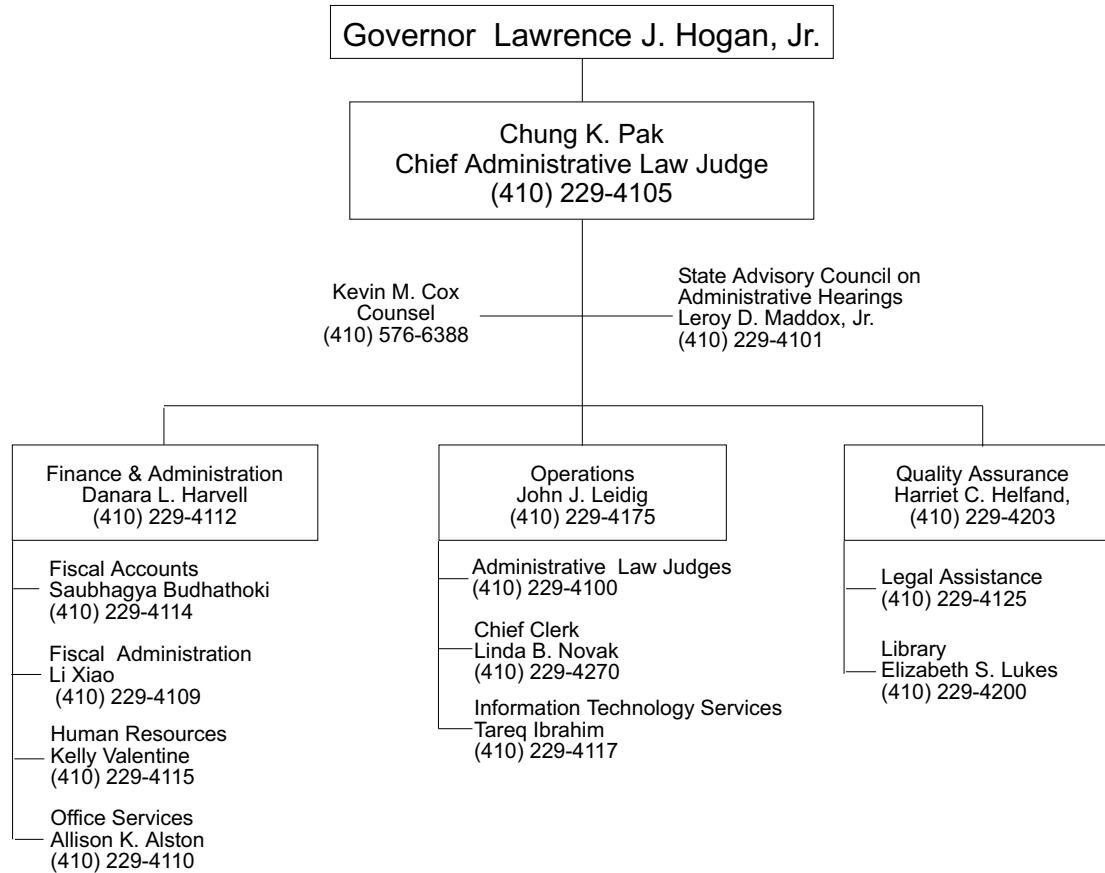 Governor Lawrence J. Hogan, Jr.
Chung K. Pak
Chief Administrative Law Judge
(410) 229-4105
Kevin M. Cox
Counsel
(410) 576-6388
State Advisory Council on
Administrative Hearings
Leroy D. Maddox, Jr.
(410) 229-4101
Finance & Administration
Danara L. Harvell
(410) 229-4112
Fiscal Accounts
Saubhagya Budhathoki
(410) 229-4114
Fiscal Administration
Li Xiao
(410) 229-4109
Human Resources
Kelly Valentine
(410) 229-4115
Office Services
Allison K. Alston
(410) 229-4110
Operations
John J. Leidig
(410) 229-4175
Administrative Law Judges
(410) 229-4100
Chief Clerk
Linda B. Novak
(410) 229-4270
Information Technology Services
Tareq Ibrahim
(410) 229-4117
Quality Assurance
Harriet C. Helfand,
(410) 229-4203
Legal Assistance
(410) 229-4125
Library
Elizabeth S. Lukes
(410) 229-4200